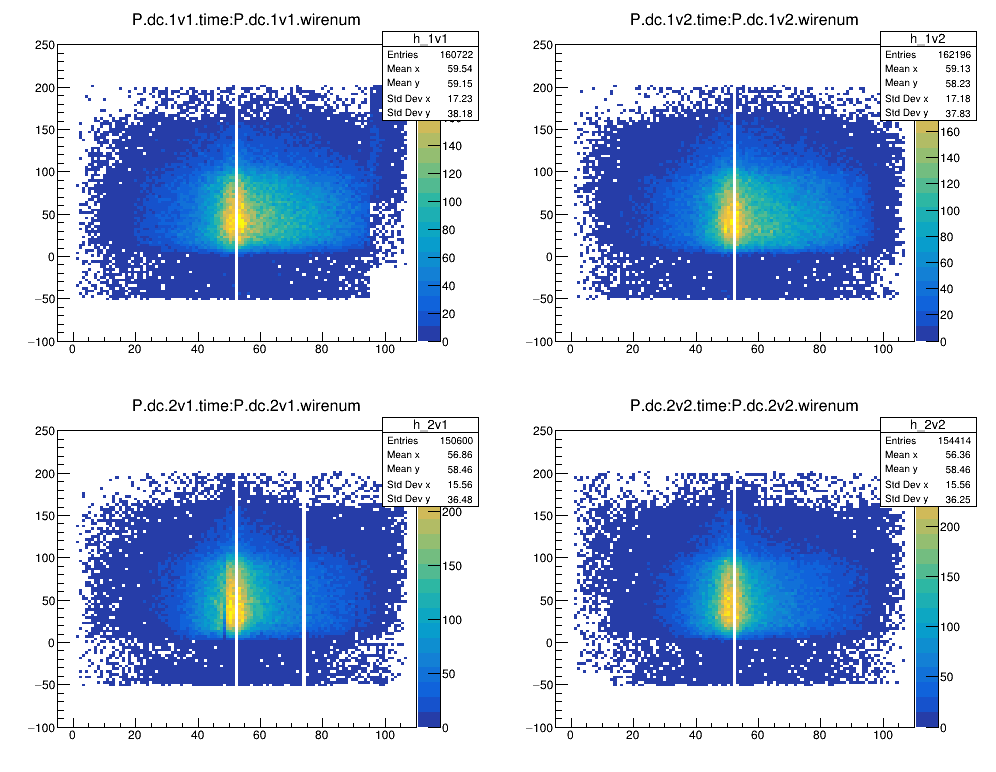 P.dc.1v1.time:P.dc.1v1.wirenum
h_1v1
Entries 160722
Mean x 59.54
Mean y 59.15
Std Dev x 17.23
Std Dev y 38.18
250
200
150
100
50
0
−50
−100
0 20 40 60 80 100
140
120
100
80
60
40
20
0
P.dc.1v2.time:P.dc.1v2.wirenum
h_1v2
Entries 162196
Mean x 59.13
Mean y 58.23
Std Dev x 17.18
Std Dev y 37.83
250
200
150
100
50
0
−50
−100
0 20 40 60 80 100
160
140
120
100
80
60
40
20
0
P.dc.2v1.time:P.dc.2v1.wirenum
h_2v1
Entries 150600
Mean x 56.86
Mean y 58.46
Std Dev x 15.56
Std Dev y 36.48
250
200
150
100
50
0
−50
−100
0 20 40 60 80 100
200
150
100
50
0
P.dc.2v2.time:P.dc.2v2.wirenum
h_2v2
Entries 154414
Mean x 56.36
Mean y 58.46
Std Dev x 15.56
Std Dev y 36.25
250
200
150
100
50
0
−50
−100
0 20 40 60 80 100
200
150
100
50
0